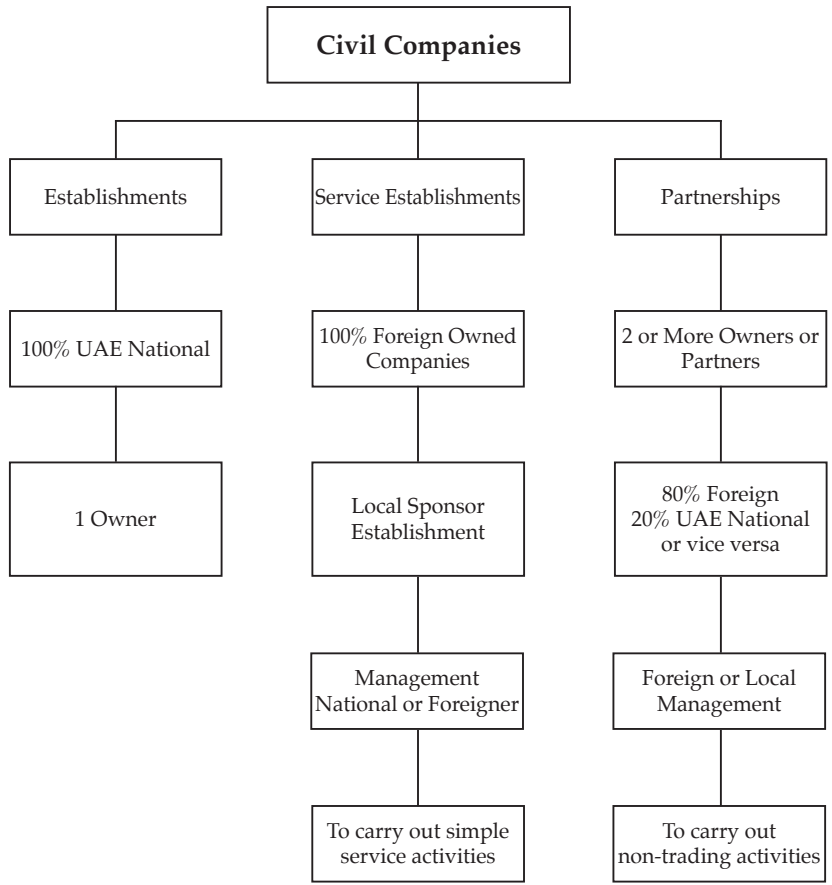 Civil Companies
Establishments
Service Establishments
Partnerships
100% UAE National
100% Foreign Owned
Companies
2 or More Owners or
Partners
1 Owner
Local Sponsor
Establishment
80% Foreign
20% UAE National
or vice versa
Management
National or Foreigner
Foreign or Local
Management
To carry out simple
service activities
To carry out
non-trading activities